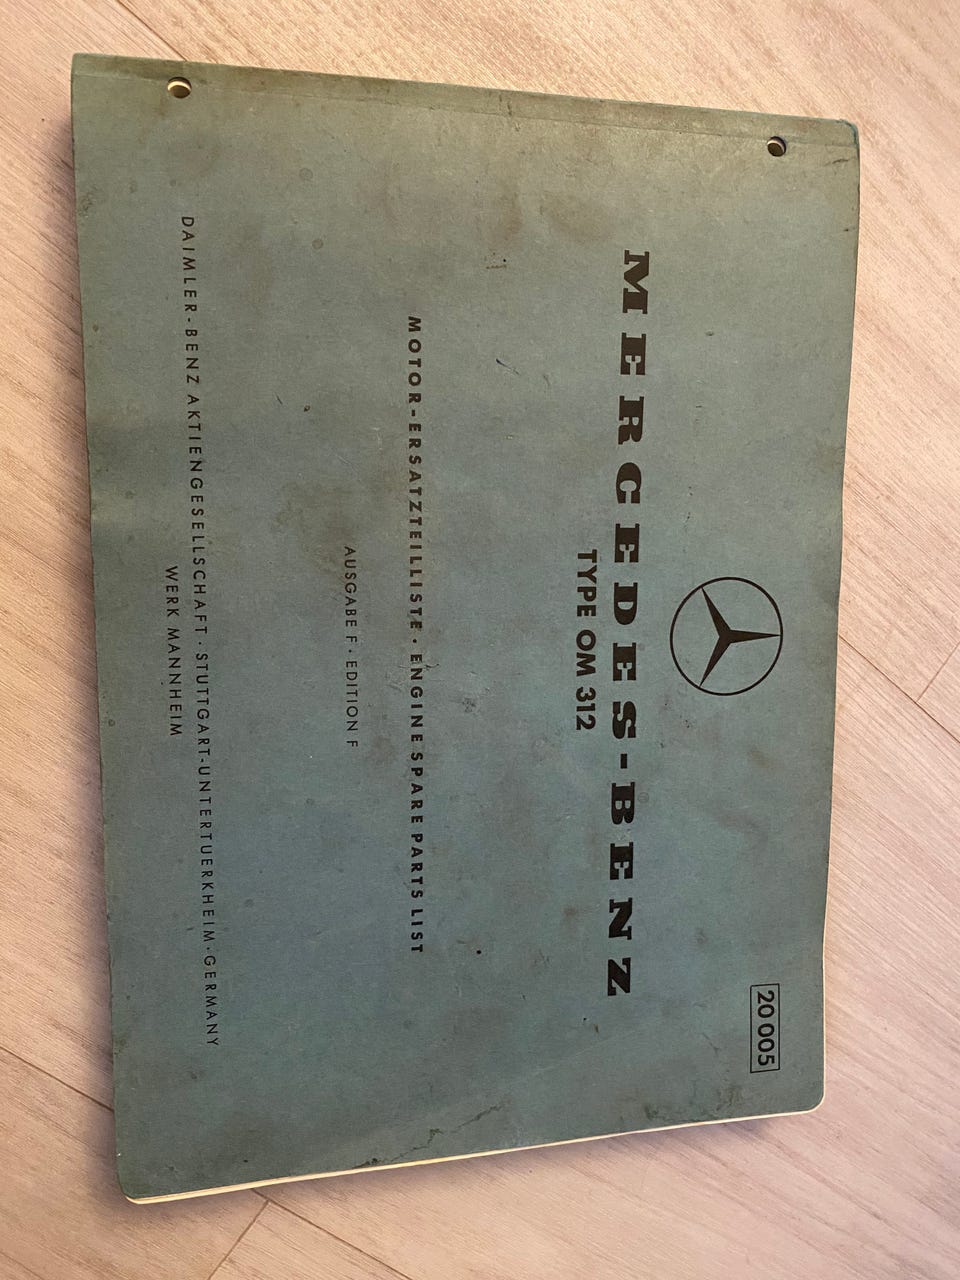 20 005
MERCEDES-BENZ
TYPE OM 312
MOTOR-ERSATZTEILLISTE · ENGINE SPARE PARTS LIST
AUSGABE F · EDITION F
DAIMLER-BENZ AKTIENGESELLSCHAFT · STUTTGART-UNTERTUERKHEIM · GERMANY
WERK MANNHEIM